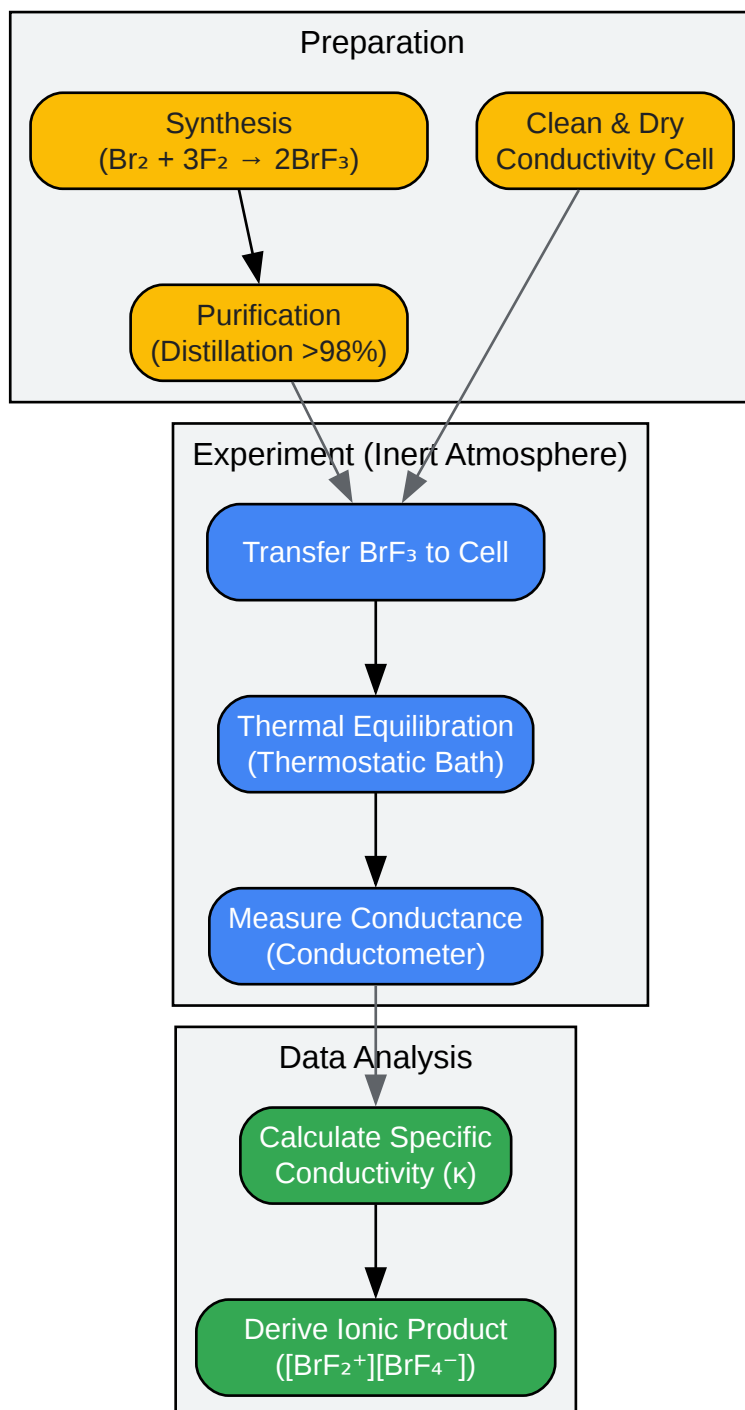 Preparation
Synthesis
(Br₂ + 3F₂ → 2BrF₃)
Clean & Dry
Conductivity Cell
Purification
(Distillation >98%)
Experiment (Inert Atmosphere)
Transfer BrF₃ to Cell
Thermal Equilibration
(Thermostatic Bath)
Measure Conductance
(Conductometer)
Data Analysis
Calculate Specific
Conductivity (κ)
Derive Ionic Product
([BrF₂⁺][BrF₄⁻])